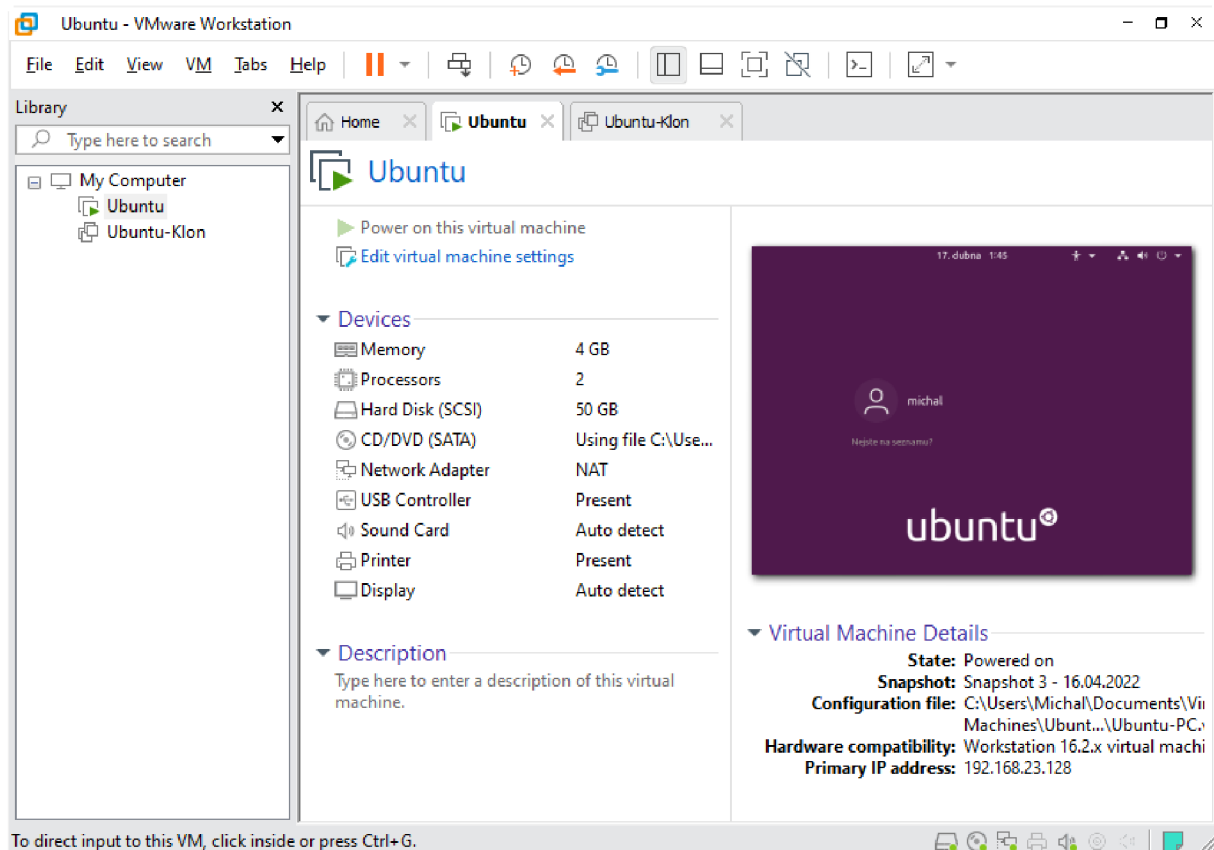 Ubuntu - VMware Workstation
File Edit View VM Tabs Help
Library
Type here to search
My Computer
Ubuntu
Ubuntu-Klon
Home
Ubuntu
Ubuntu-Klon
Ubuntu
Power on this virtual machine
Edit virtual machine settings
Devices
Memory 4 GB
Processors 2
Hard Disk (SCSI) 50 GB
CD/DVD (SATA) Using file C:\Use...
Network Adapter NAT
USB Controller Present
Sound Card Auto detect
Printer Present
Display Auto detect
Description
Type here to enter a description of this virtual
machine.
17. dubna 1:45
michal
Nejste na seznamu?
ubuntu
Virtual Machine Details
State: Powered on
Snapshot: Snapshot 3 - 16.04.2022
Configuration file: C:\Users\Michal\Documents\Vir
Machines\Ubunt...\Ubuntu-PC.v
Hardware compatibility: Workstation 16.2.x virtual machi
Primary IP address: 192.168.23.128
To direct input to this VM, click inside or press Ctrl+G.